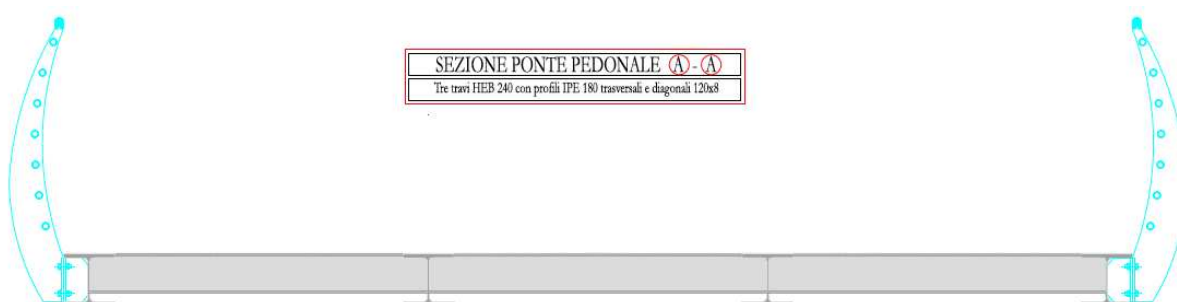 SEZIONE PONTE PEDONALE A - A
Tre travi HEB 240 con profili IPE 180 trasversali e diagonali 120x8